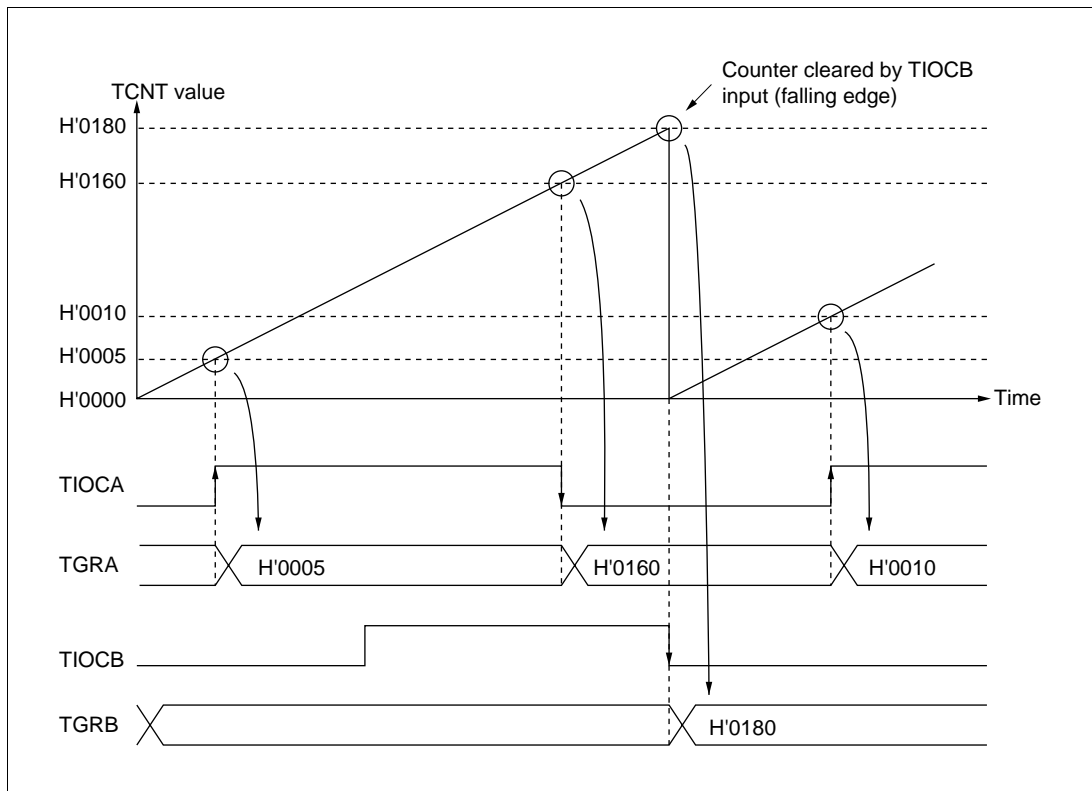 Counter cleared by TIOCB
input (falling edge)
TCNT value
H'0180
H'0160
H'0010
H'0005
H'0000
Time
TIOCA
TGRA
H'0005
H'0160
H'0010
TIOCB
TGRB
H'0180